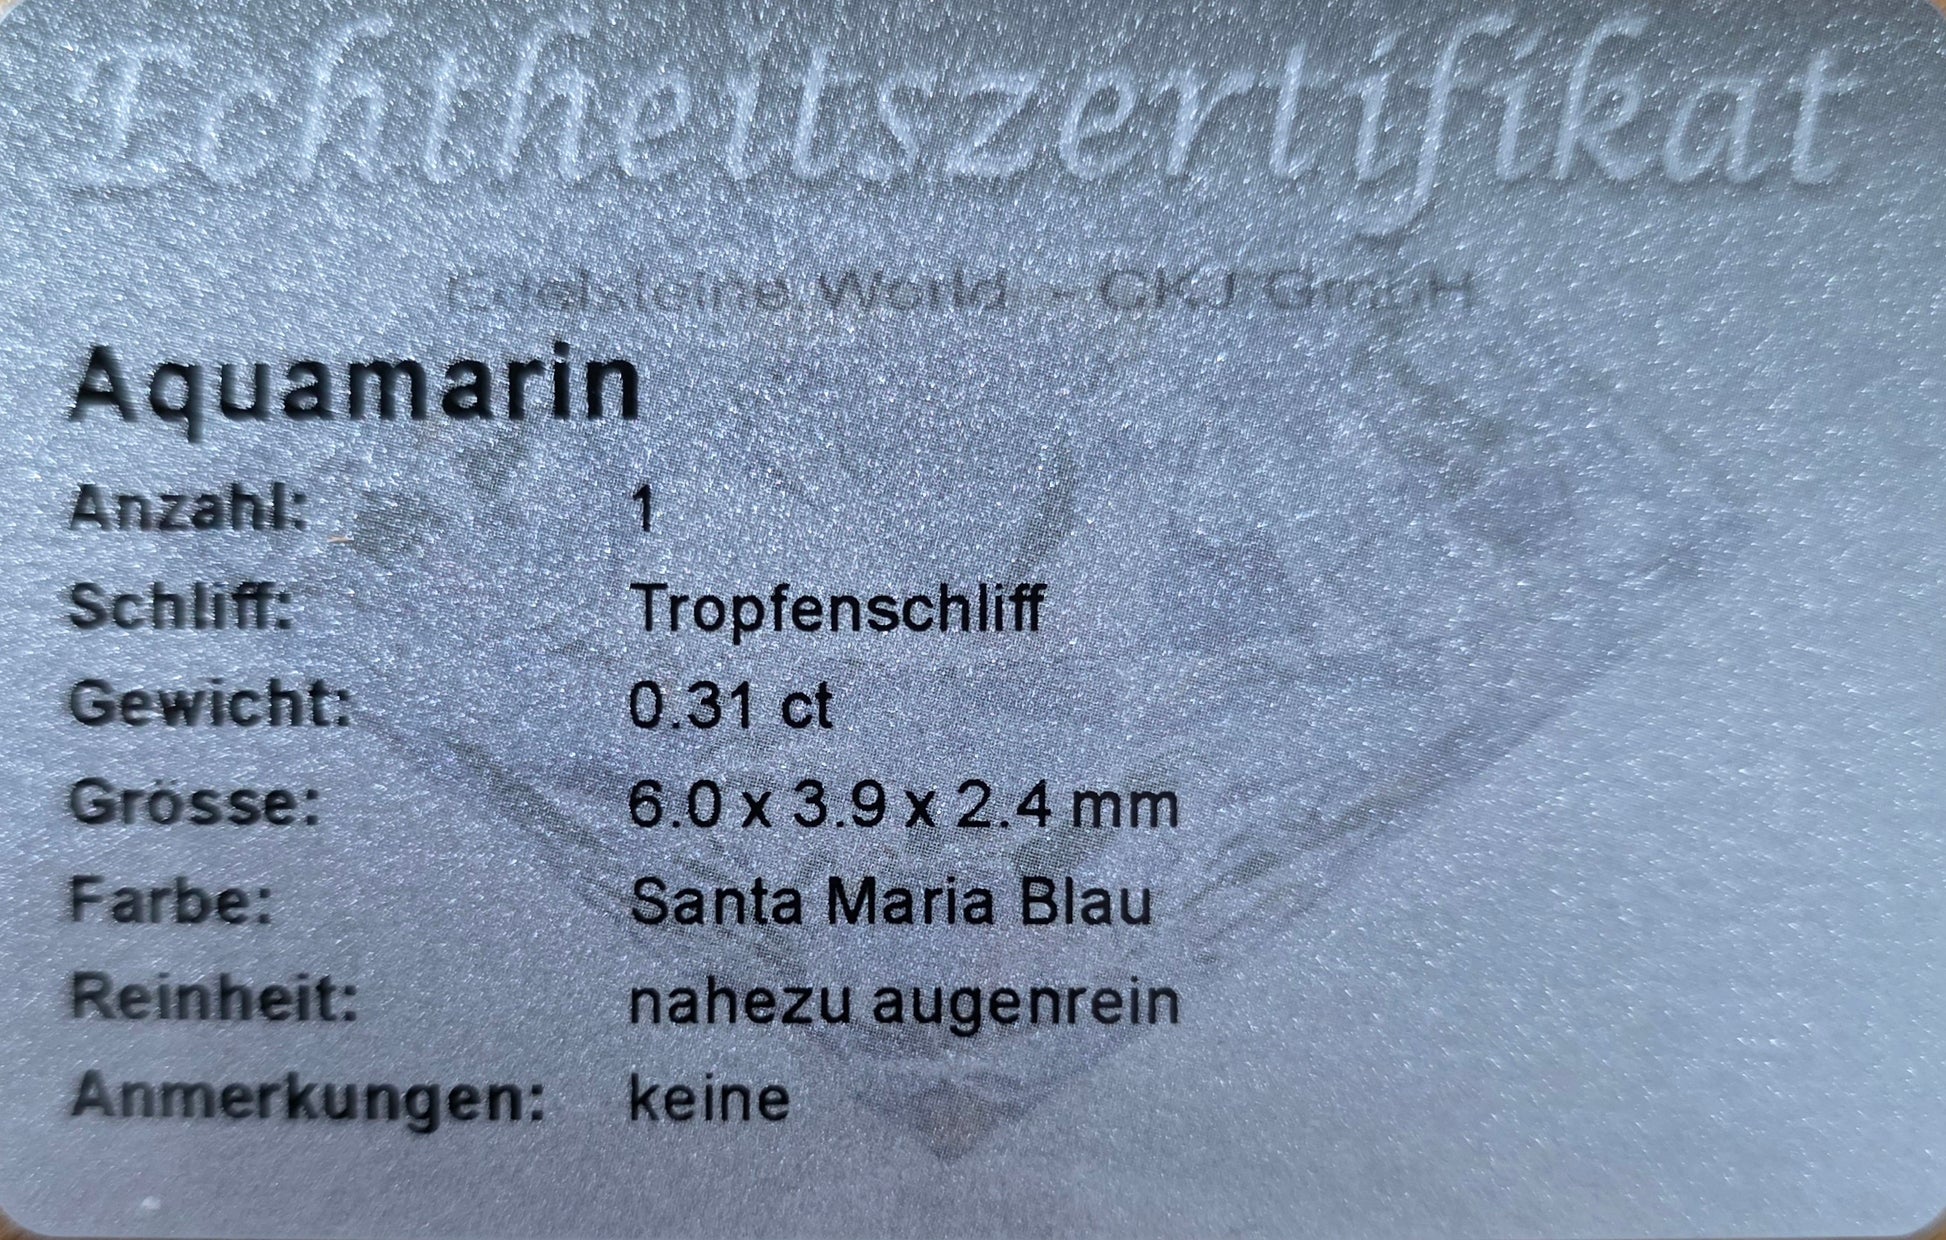 Echtheitszertifikat
Edelsteine World - CKJ GmbH
Aquamarin
Anzahl: 1
Schliff: Tropfenschliff
Gewicht: 0.31 ct
Grösse: 6.0 x 3.9 x 2.4 mm
Farbe: Santa Maria Blau
Reinheit: nahezu augenrein
Anmerkungen: keine